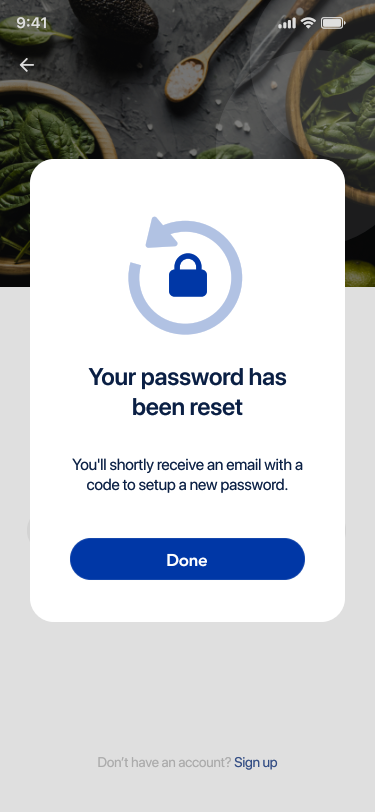 9:41
Your password has
been reset
You'll shortly receive an email with a
code to setup a new password.
Done
Don't have an account? Sign up